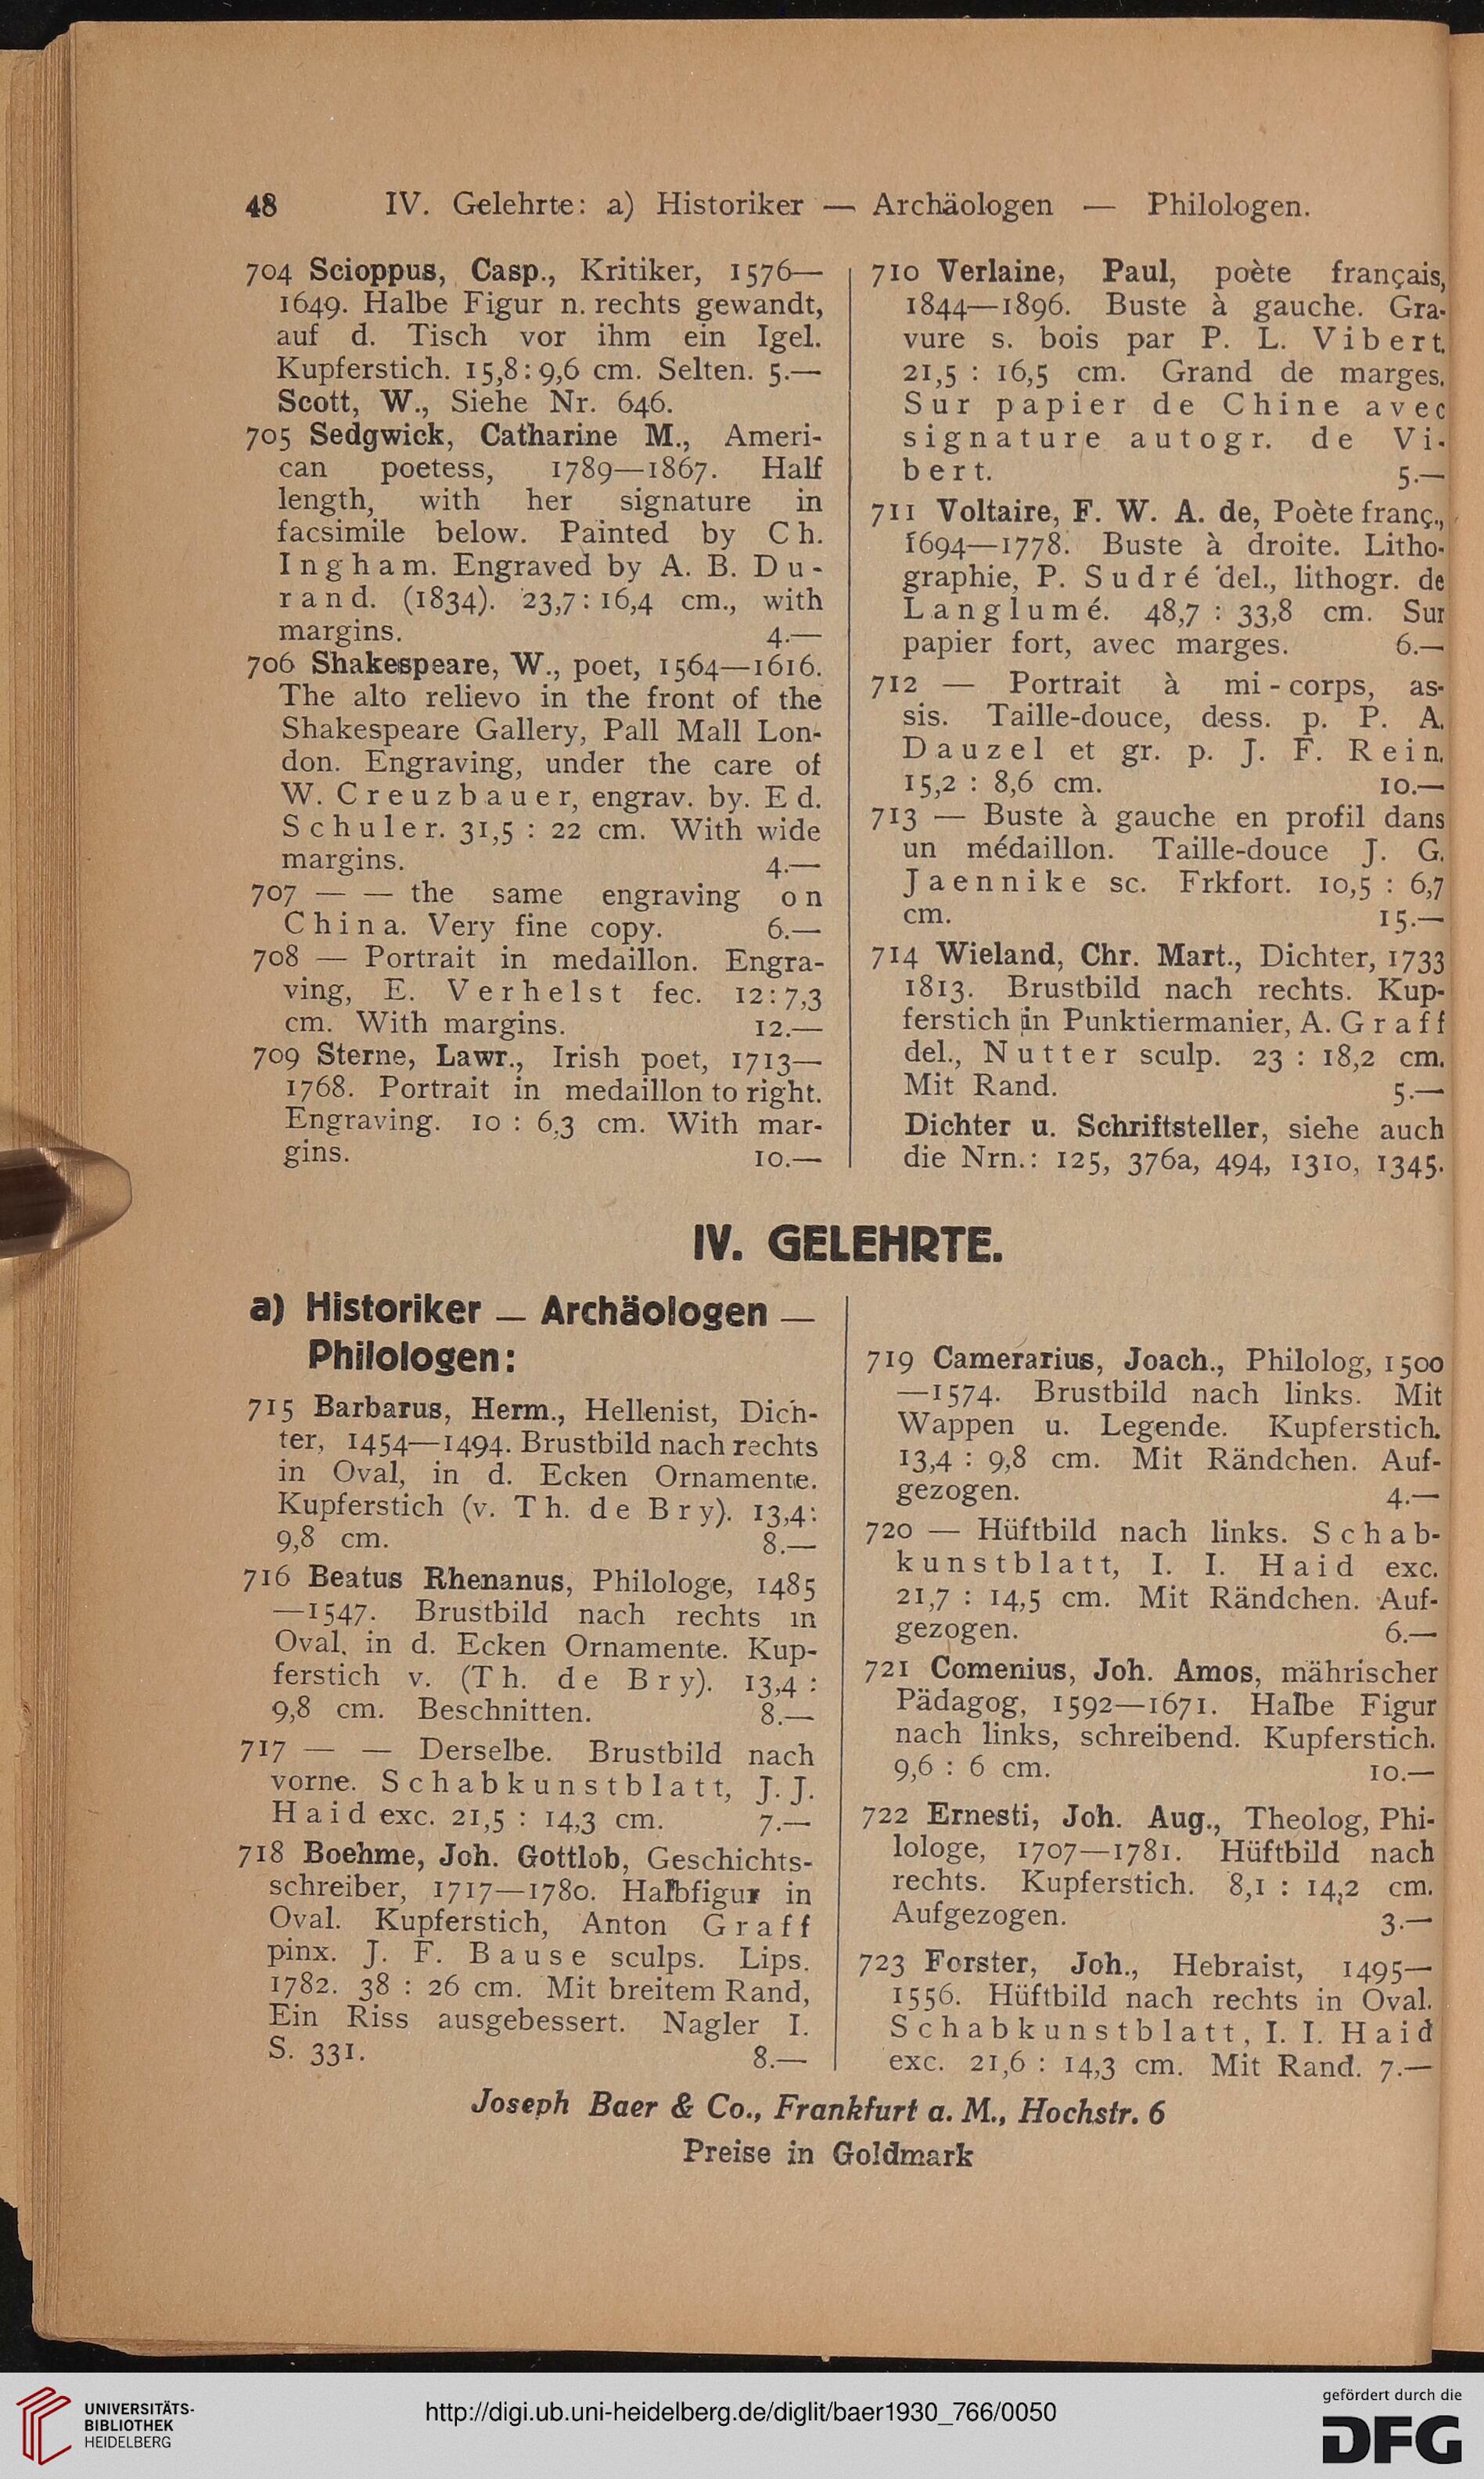 48 IV. Gelehrte: a) Historiker — Archäologen — Philologen.
704 Scioppus, Casp., Kritiker, 1576—
1649. Halbe Figur n. rechts gewandt,
auf d. Tisch vor ihm ein Igel.
Kupferstich. 15,8:9,6 cm. Selten. 5.—
Scott, W., Siehe Nr. 646.
705 Sedgwick, Catharine M., Ameri-
can poetess, 1789—1867. Half
length, with her signature in
facsimile below. Painted by Ch.
Ingham. Engraved by A. B. Du-
rand. (1834). 23,7:16,4 cm., with
margins. 4.—
706 Shakespeare, W., poet, 1564—1616.
The alto relievo in the front of the
Shakespeare Gallery, Pall Mall Lon-
don. Engraving, under the care of
W. Creuzbauer, engrav. by. Ed.
Schuler. 31,5 : 22 cm. With wide
margins. 4.—
707 — — the same engraving on
China. Very fine copy. 6.—
708 — Portrait in medaillon. Engra-
ving, E. Verhelst fec. 12:7,3
cm. With margins. 12.—
709 Sterne, Lawr., Irish poet, 1713—
1768. Portrait in medaillon to right.
Engraving. 10 : 6,3 cm. With mar-
gins. 10.—
710 Verlaine, Paul, poète français,
1844—1896. Buste à gauche. Gra-
vure s. bois par P. L. Vibert.
21,5 : 16,5 cm. Grand de marges.
Sur papier de Chine avec
signature autogr. de Vi-
bert. 5.—
711 Voltaire, F. W. A. de, Poète franç.,
1694—1778. Buste à droite. Litho-
graphie, P. Sudré del., lithogr. de
Langlumé. 48,7 : 33,8 cm. Sur
papier fort, avec marges. 6.—
712 — Portrait à mi-corps, as-
sis. Taille-douce, dess. p. P. A.
Dauzel et gr. p. J. F. Rein.
15,2 : 8,6 cm. 10.—
713 — Buste à gauche en profil dans
un médaillon. Taille-douce J. G.
Jaennike sc. Frkfort. 10,5 : 6,7
cm. 15.—
714 Wieland, Chr. Mart., Dichter, 1733
1813. Brustbild nach rechts. Kup-
ferstich in Punktiermanier, A. Graff
del., Nutter sculp. 23 : 18,2 cm.
Mit Rand. 5.—
Dichter u. Schriftsteller, siehe auch
die Nrn.: 125, 376a, 494, 1310, 1345.
IV. GELEHRTE.
a) Historiker — Archäologen —
Philologen:
715 Barbarus, Herm., Hellenist, Dich-
ter, 1454—1494. Brustbild nach rechts
in Oval, in d. Ecken Ornamente.
Kupferstich (v. Th. de Bry). 13,4:
9,8 cm. 8.—
716 Beatus Rhenanus, Philologe, 1485
—1547. Brustbild nach rechts in
Oval, in d. Ecken Ornamente. Kup-
ferstich v. (Th. de Bry). 13,4 :
9,8 cm. Beschnitten. 8.—
717 — — Derselbe. Brustbild nach
vorne. Schabkunstblatt, J. J.
Haid exc. 21,5 : 14,3 cm. 7.—
718 Boehme, Joh. Gottlob, Geschichts-
schreiber, 1717—1780. Halbfigur in
Oval. Kupferstich, Anton Graff
pinx. J. F. Bause sculps. Lips.
1782. 38 : 26 cm. Mit breitem Rand,
Ein Riss ausgebessert. Nagler I.
S. 331. 8.—
719 Camerarius, Joach., Philolog, 1500
—1574. Brustbild nach links. Mit
Wappen u. Legende. Kupferstich.
13,4 : 9,8 cm. Mit Rändchen. Auf-
gezogen. 4.—
720 — Hüftbild nach links. Schab-
kunstblatt, I. I. Haid exc.
21,7 : 14,5 cm. Mit Rändchen. Auf-
gezogen. 6.—
721 Comenius, Joh. Amos, mährischer
Pädagog, 1592—1671. Halbe Figur
nach links, schreibend. Kupferstich.
9,6 : 6 cm. 10.—
722 Ernesti, Joh. Aug., Theolog, Phi-
lologe, 1707—1781. Hüftbild nach
rechts. Kupferstich. 8,1 : 14,2 cm.
Aufgezogen. 3.—
723 Forster, Joh., Hebraist, 1495—
1556. Hüftbild nach rechts in Oval.
Schabkunstblatt, I. I. Haid
exc. 21,6 : 14,3 cm. Mit Rand. 7.—
Joseph Baer & Co., Frankfurt a. M., Hochstr. 6
Preise in Goldmark
UNIVERSITÄTS-
BIBLIOTHEK
HEIDELBERG
http://digi.ub.uni-heidelberg.de/diglit/baer1930_766/0050
gefördert durch die
DFG